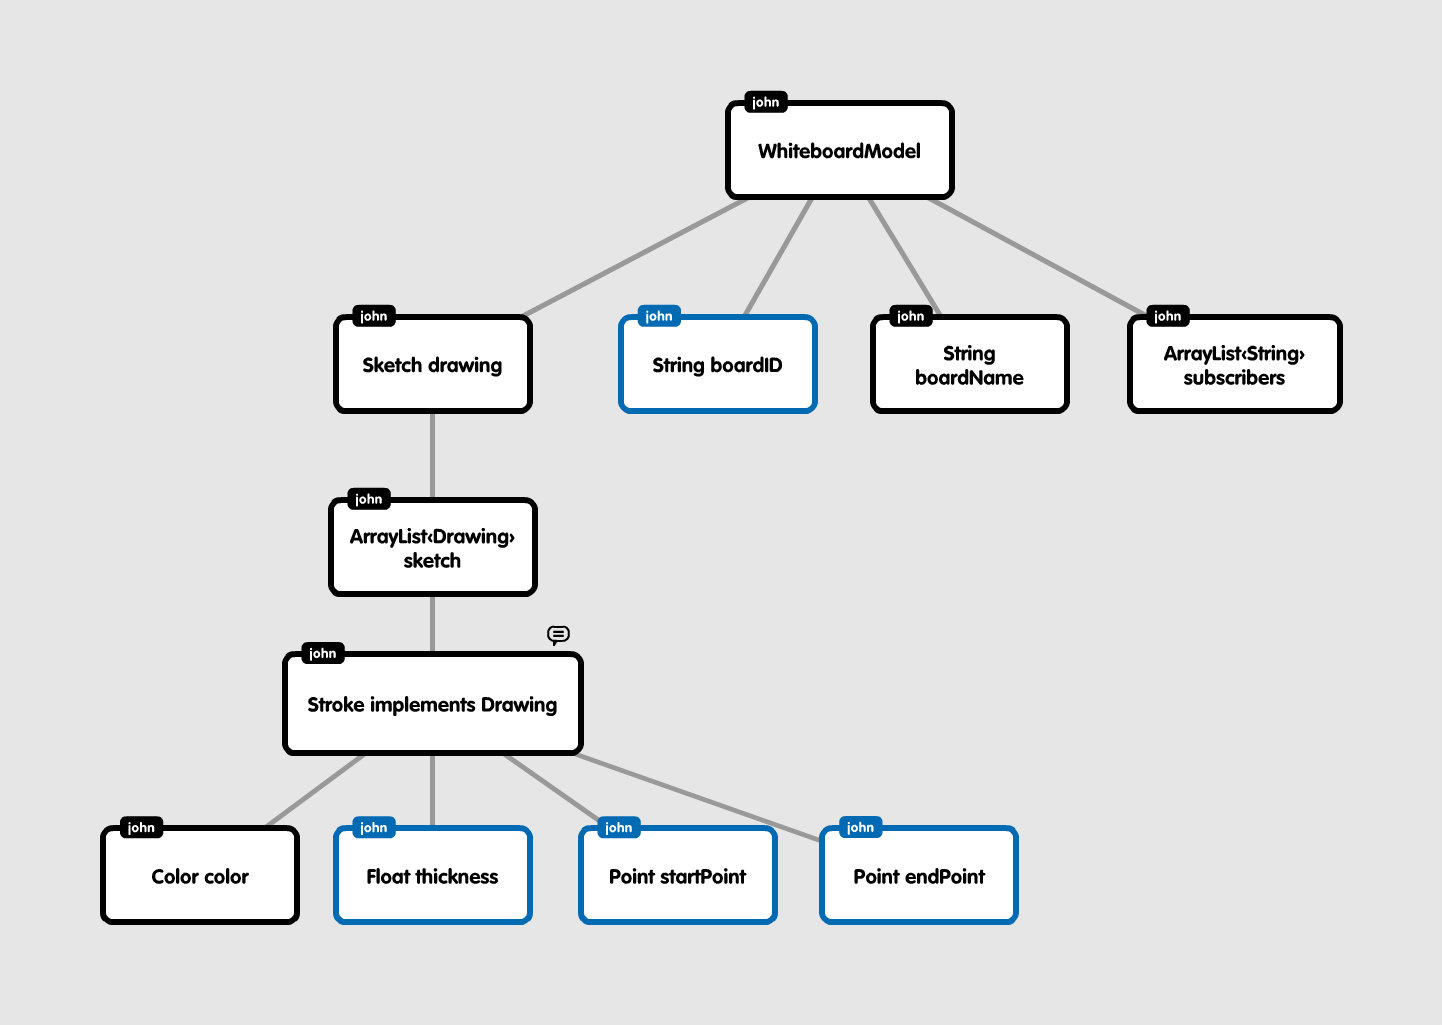 john
WhiteboardModel
john
Sketch drawing
john
String boardID
john
String
boardName
john
ArrayList‹String›
subscribers
john
ArrayList‹Drawing›
sketch
john
Stroke implements Drawing
john
Color color
john
Float thickness
john
Point startPoint
john
Point endPoint